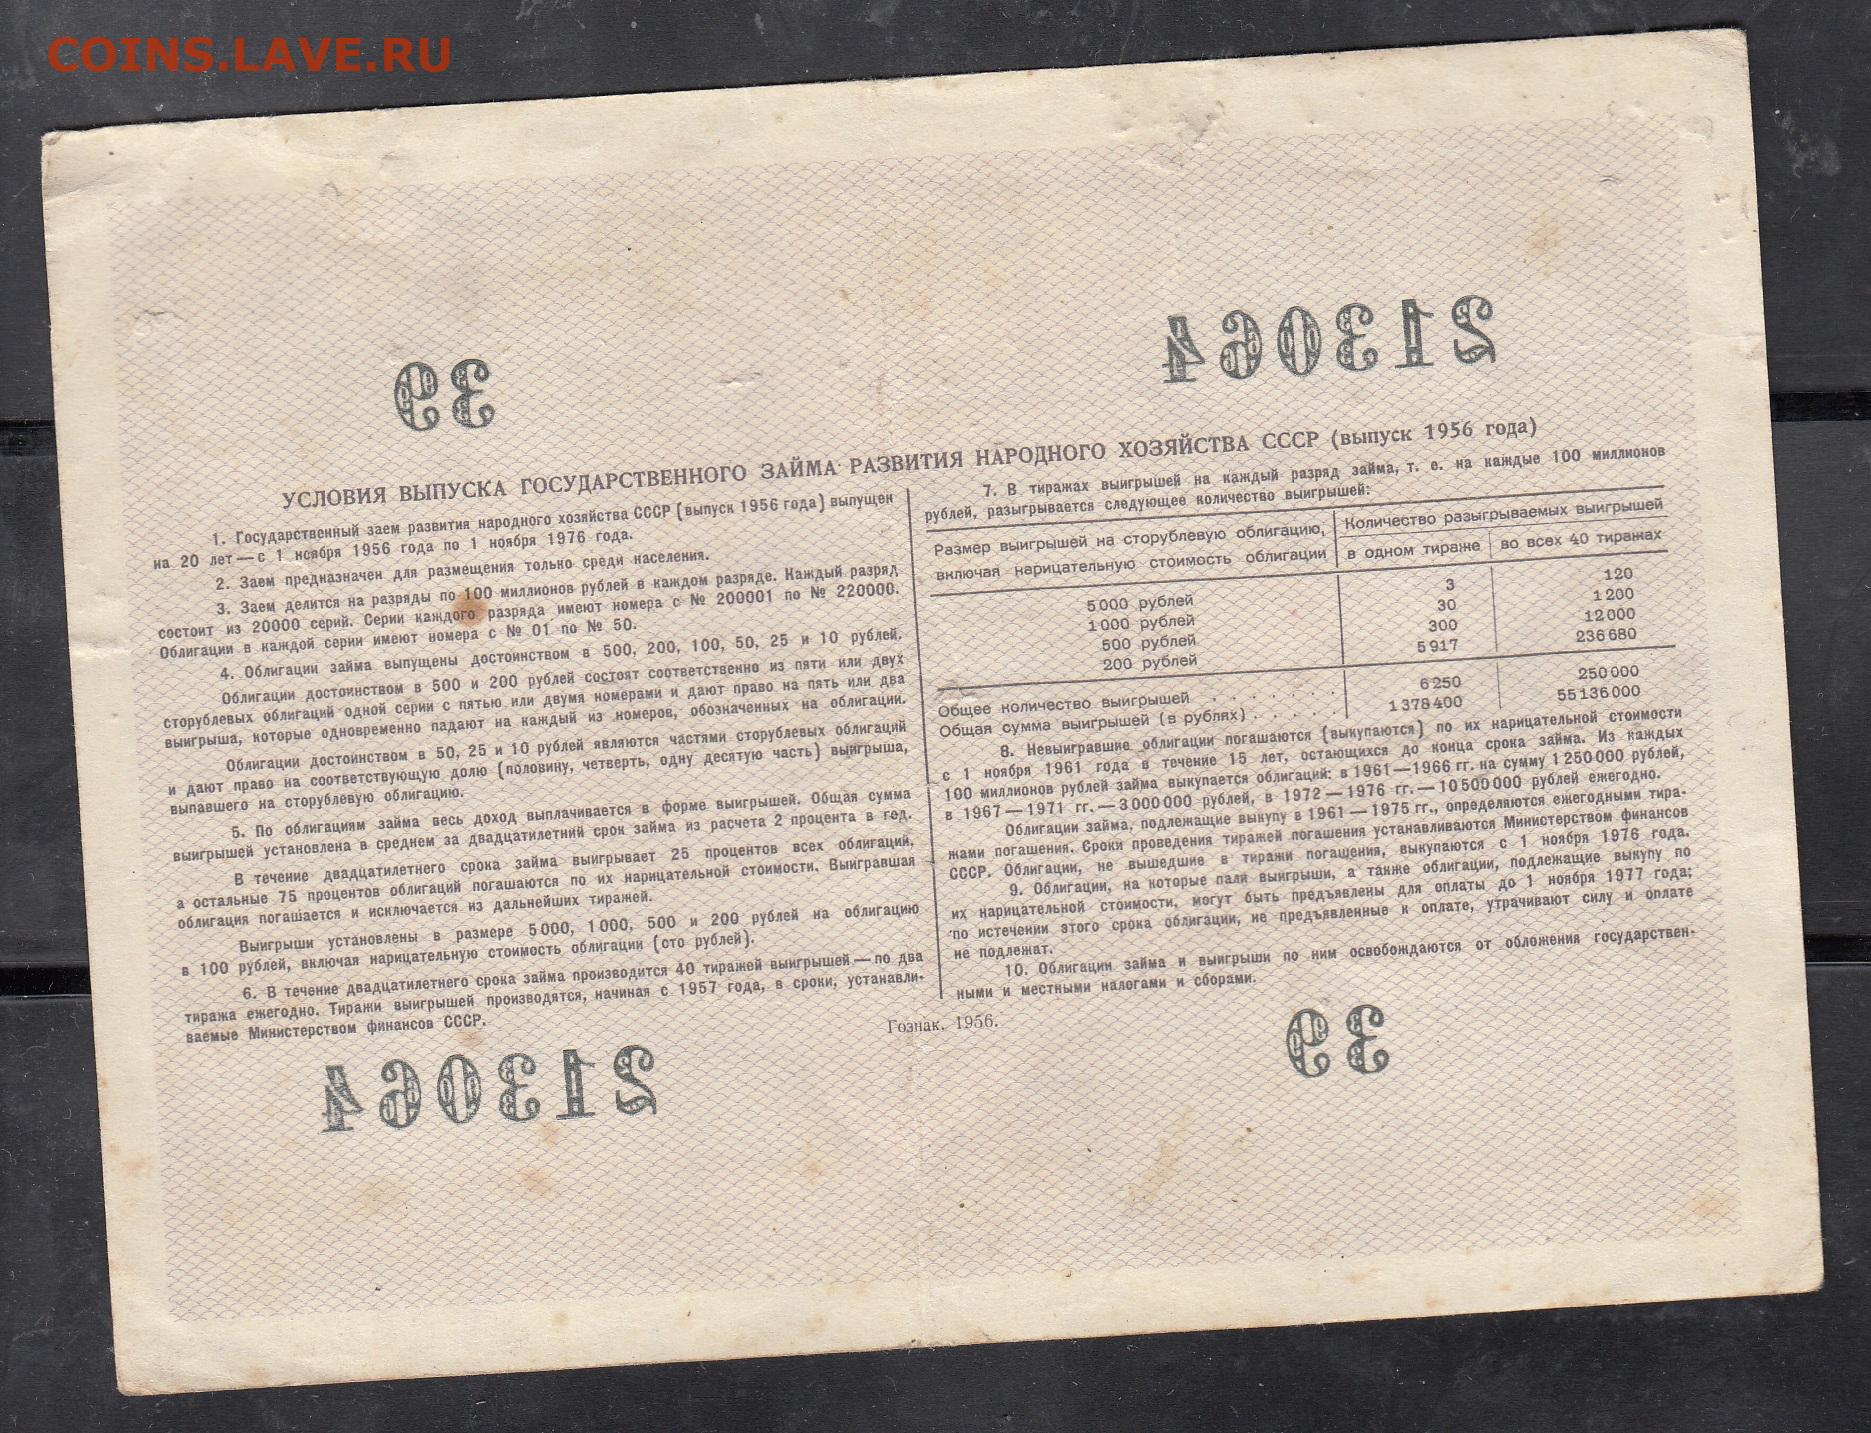 COINS.LAVE.RU
39
213064
УСЛОВИЯ ВЫПУСКА ГОСУДАРСТВЕННОГО ЗАЙМА РАЗВИТИЯ НАРОДНОГО ХОЗЯЙСТВА СССР (выпуск 1956 года)
1. Государственный заем развития народного хозяйства СССР (выпуск 1956 года) выпущен
на 20 лет — с 1 ноября 1956 года по 1 ноября 1976 года.
2. Заем предназначен для размещения только среди населения.
3. Заем делится на разряды по 100 миллионов рублей в каждом разряде. Каждый разряд
состоит из 20000 серий. Серии каждого разряда имеют номера с № 200001 по № 220000.
Облигации в каждой серии имеют номера с № 01 по № 50.
4. Облигации займа выпущены достоинством в 500, 200, 100, 50, 25 и 10 рублей.
Облигации достоинством в 500 и 200 рублей состоят соответственно из пяти или двух
сторублевых облигаций одной серии с пятью или двумя номерами и дают право на пять или два
выигрыша, которые одновременно падают на каждый из номеров, обозначенных на облигации.
Облигации достоинством в 50, 25 и 10 рублей являются частями сторублевых облигаций
и дают право на соответствующую долю (половину, четверть, одну десятую часть) выигрыша,
выпавшего на сторублевую облигацию.
5. По облигациям займа весь доход выплачивается в форме выигрышей. Общая сумма
выигрышей установлена в среднем за двадцатилетний срок займа из расчета 2 процента в год.
В течение двадцатилетнего срока займа выигрывает 25 процентов всех облигаций,
а остальные 75 процентов облигаций погашаются по их нарицательной стоимости. Выигравшая
облигация погашается и исключается из дальнейших тиражей.
Выигрыши установлены в размере 5000, 1000, 500 и 200 рублей на облигацию
в 100 рублей, включая нарицательную стоимость облигации (сто рублей).
6. В течение двадцатилетнего срока займа производится 40 тиражей выигрышей — по два
тиража ежегодно. Тиражи выигрышей производятся, начиная с 1957 года, в сроки, устанавли-
ваемые Министерством финансов СССР.
7. В тиражах выигрышей на каждый разряд займа, т. е. на каждые 100 миллионов
рублей, разыгрывается следующее количество выигрышей:
Размер выигрышей на сторублевую облигацию, включая нарицательную стоимость облигации
Количество разыгрываемых выигрышей
в одном тираже во всех 40 тиражах
5000 рублей 3 120
1000 рублей 30 1200
500 рублей 300 12000
200 рублей 5917 236680
Общее количество выигрышей . . . . . . . 6250 250000
Общая сумма выигрышей (в рублях) . . . . . 1378400 55136000
8. Невыигравшие облигации погашаются (выкупаются) по их нарицательной стоимости
с 1 ноября 1961 года в течение 15 лет, остающихся до конца срока займа. Из каждых
100 миллионов рублей займа выкупается облигаций: в 1961—1966 гг. на сумму 1250000 рублей,
в 1967—1971 гг. — 3000000 рублей, в 1972—1976 гг. — 10500000 рублей ежегодно.
Облигации займа, подлежащие выкупу в 1961—1975 гг., определяются ежегодными тира-
жами погашения. Сроки проведения тиражей погашения устанавливаются Министерством финансов
СССР. Облигации, не вышедшие в тиражи погашения, выкупаются с 1 ноября 1976 года.
9. Облигации, на которые пали выигрыши, а также облигации, подлежащие выкупу по
их нарицательной стоимости, могут быть предъявлены для оплаты до 1 ноября 1977 года;
по истечении этого срока облигации, не предъявленные к оплате, утрачивают силу и оплате
не подлежат.
10. Облигации займа и выигрыши по ним освобождаются от обложения государствен-
ными и местными налогами и сборами.
Гознак. 1956.
213064
39